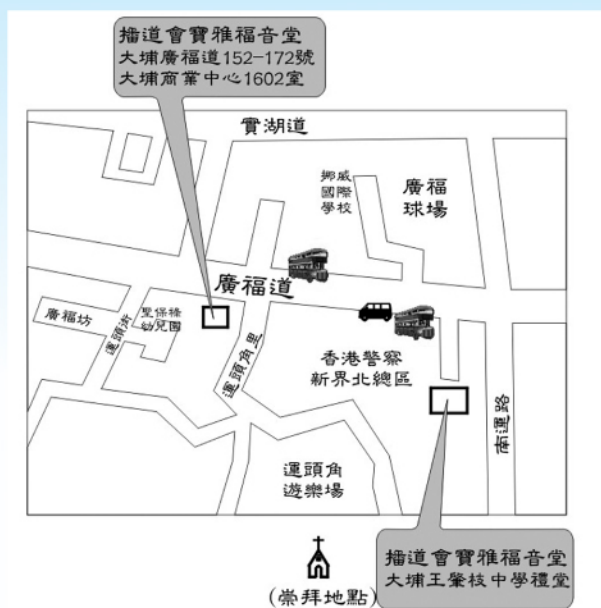 播道會寶雅福音堂
大埔廣福道152-172號
大埔商業中心1602室
寶湖道
挪威
國際
學校
廣福
球場
廣福道
廣福坊
運頭街
聖保祿
幼兒園
運頭角里
香港警察
新界北總區
南運路
運頭角
遊樂場
播道會寶雅福音堂
大埔王肇枝中學禮堂
(崇拜地點)